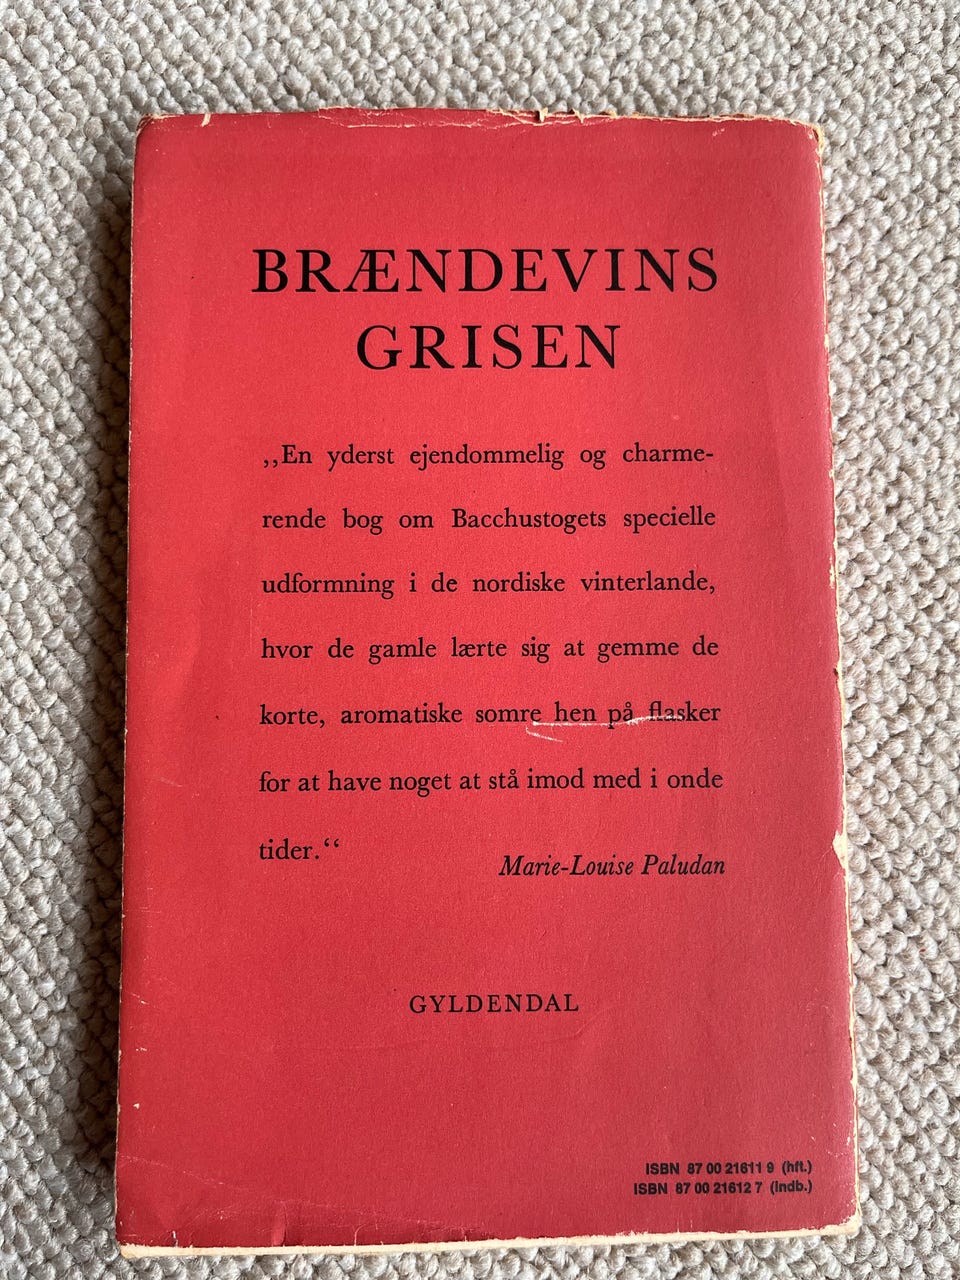 BRÆNDEVINS
GRISEN
,,En yderst ejendommelig og charme-
rende bog om Bacchustogets specielle
udformning i de nordiske vinterlande,
hvor de gamle lærte sig at gemme de
korte, aromatiske somre hen på flasker
for at have noget at stå imod med i onde
tider.“
Marie-Louise Paludan
GYLDENDAL
ISBN 87 00 21611 9 (hft.)
ISBN 87 00 21612 7 (indb.)